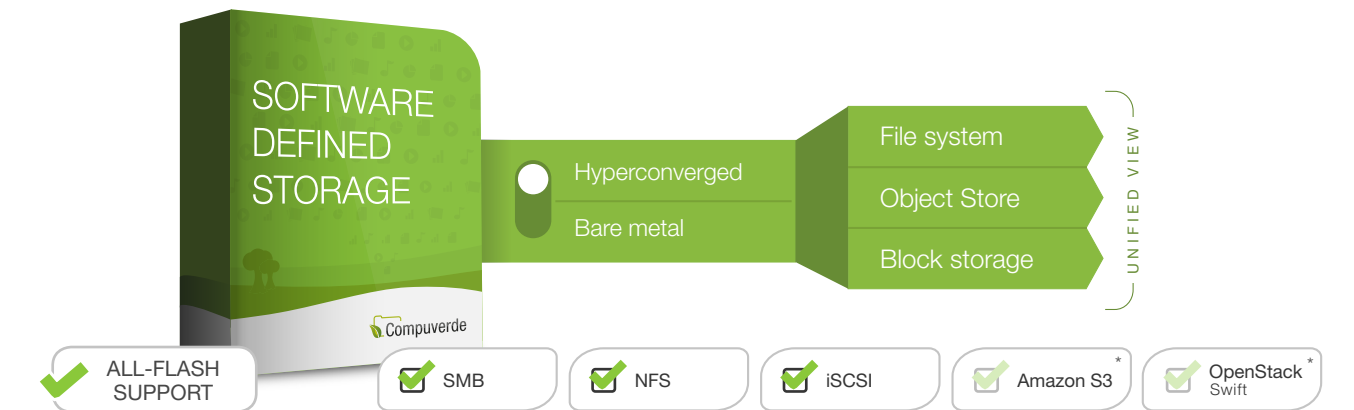 SOFTWARE
DEFINED
STORAGE
Compuverde
Hyperconverged
Bare metal
File system
Object Store
Block storage
UNIFIED VIEW
ALL-FLASH
SUPPORT
SMB
NFS
iSCSI
Amazon S3 *
OpenStack *
Swift